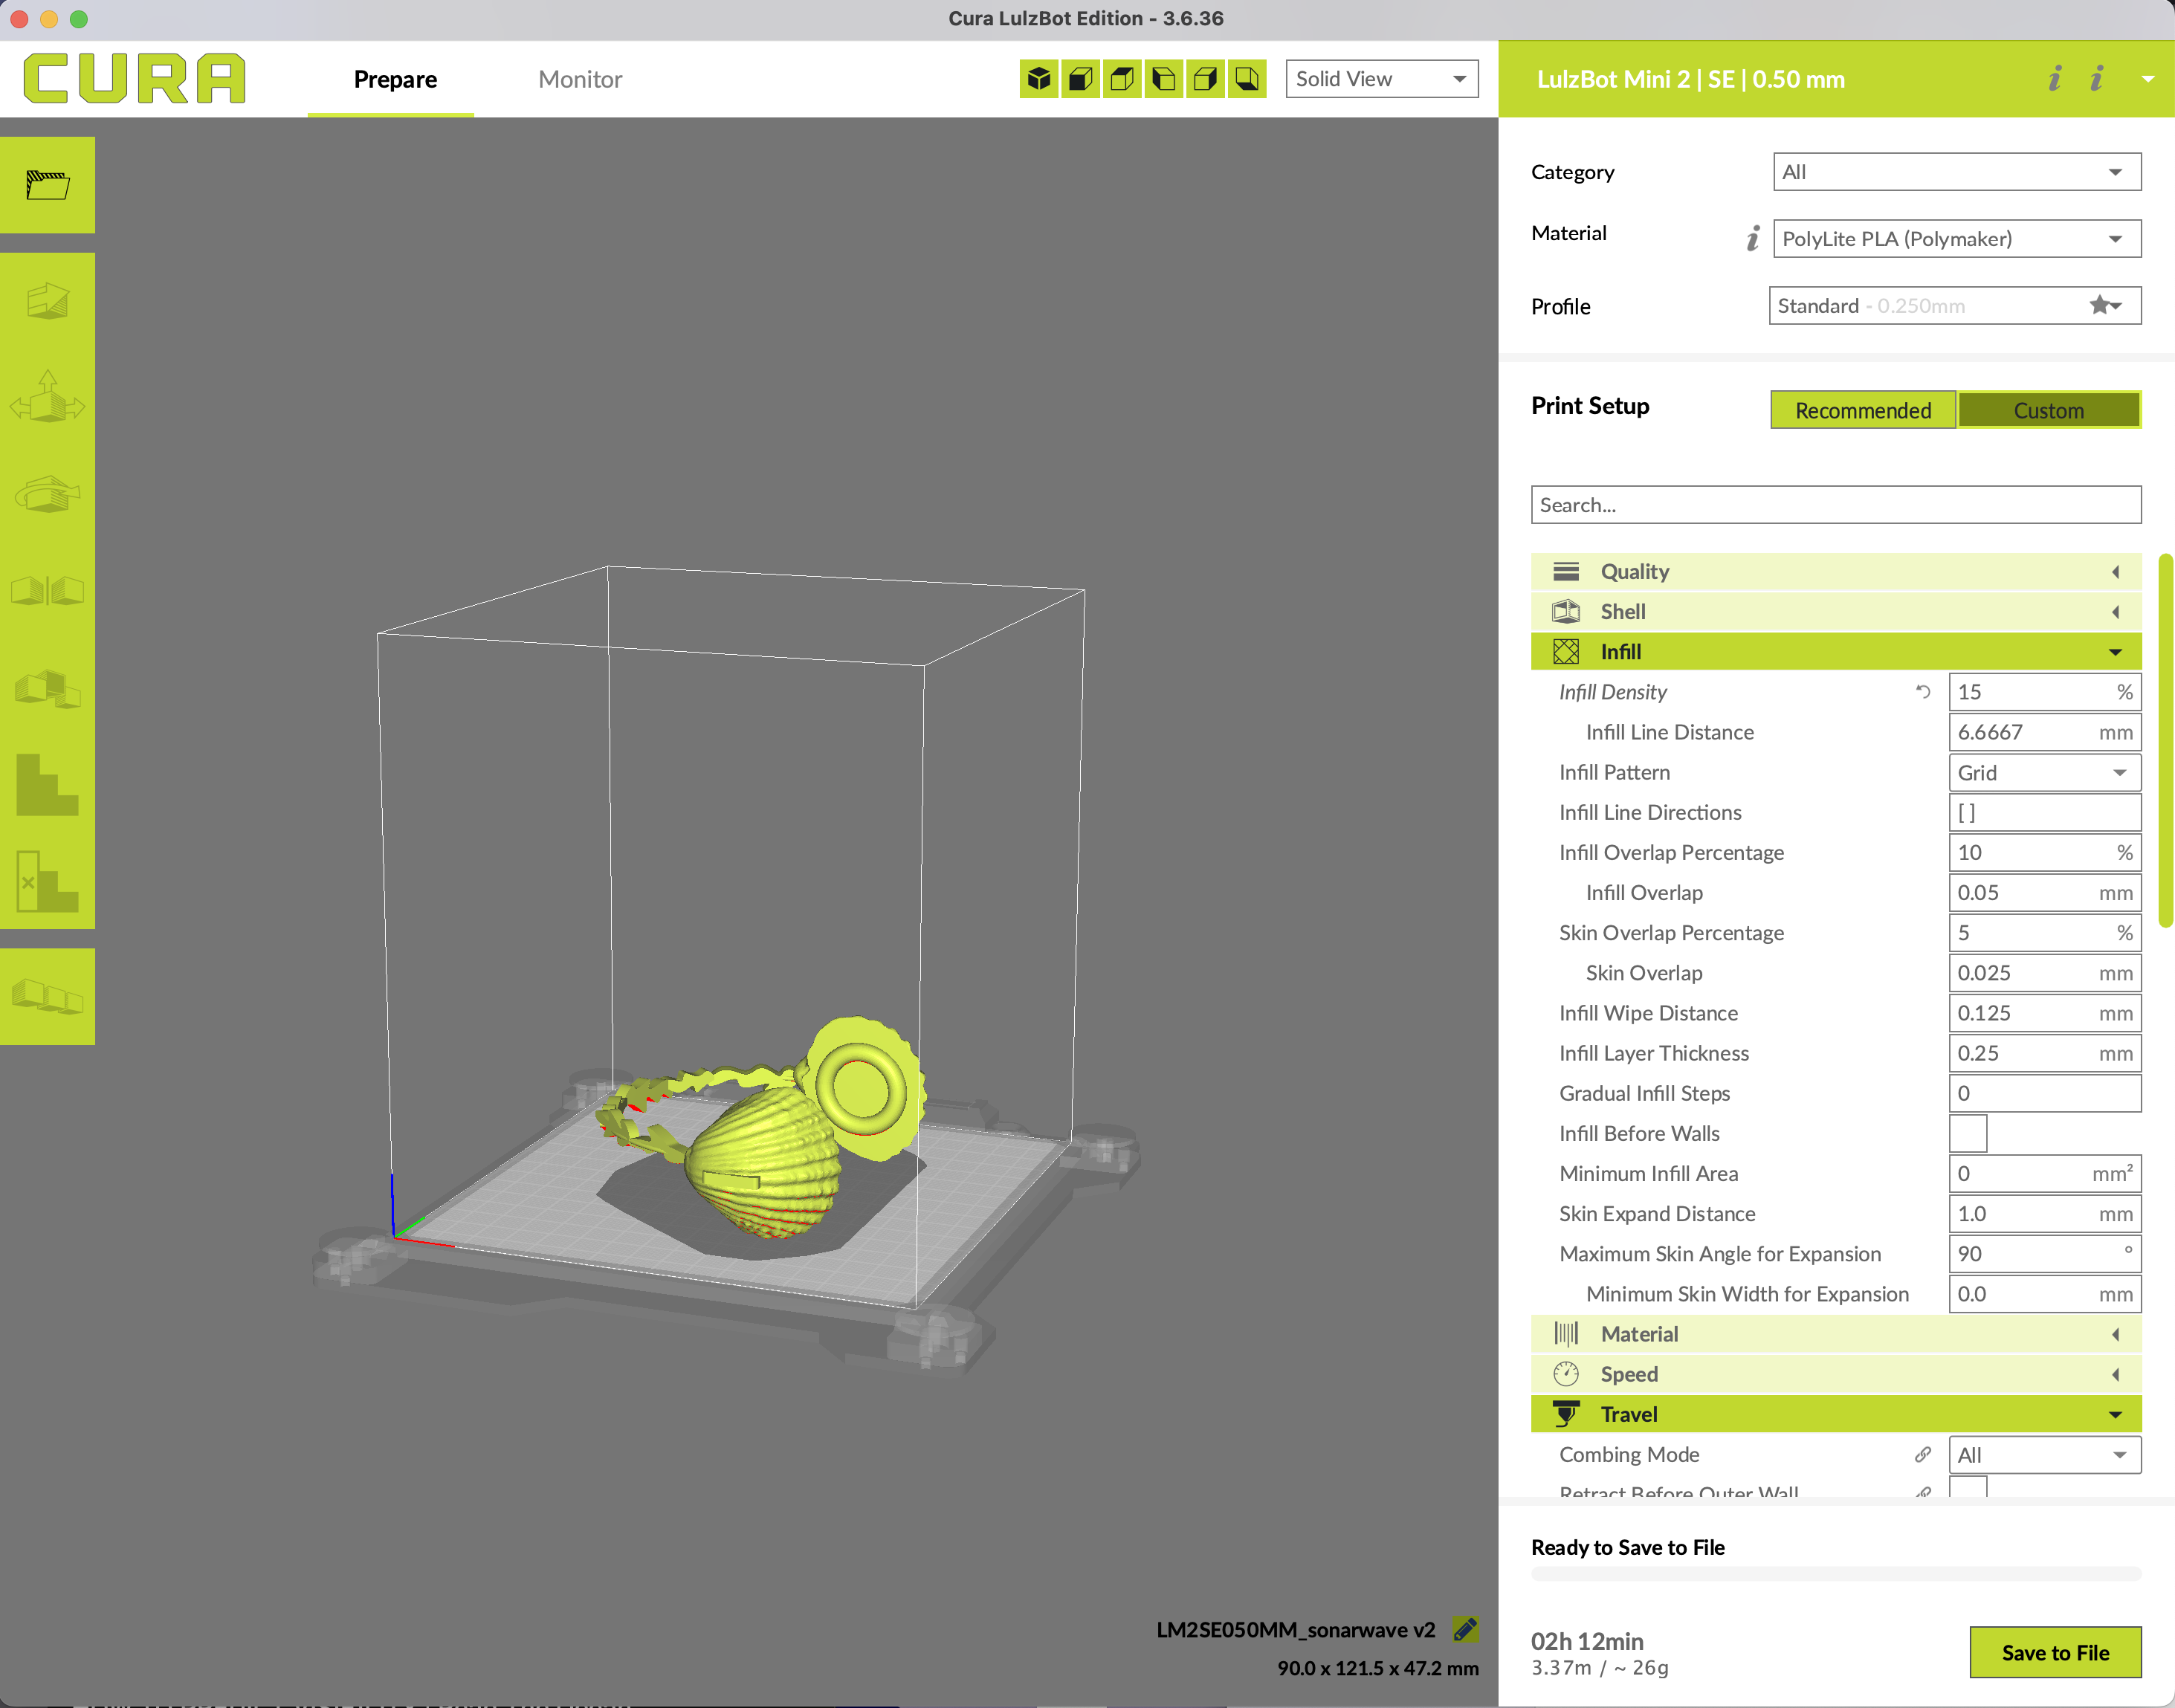 Cura LulzBot Edition - 3.6.36
CURA
Prepare
Monitor
Solid View
LulzBot Mini 2 | SE | 0.50 mm
i i
Category
All
Material
i
PolyLite PLA (Polymaker)
Profile
Standard - 0.250mm
Print Setup
Recommended
Custom
Search...
Quality
Shell
Infill
Infill Density
15 %
Infill Line Distance
6.6667 mm
Infill Pattern
Grid
Infill Line Directions
[ ]
Infill Overlap Percentage
10 %
Infill Overlap
0.05 mm
Skin Overlap Percentage
5 %
Skin Overlap
0.025 mm
Infill Wipe Distance
0.125 mm
Infill Layer Thickness
0.25 mm
Gradual Infill Steps
0
Infill Before Walls
Minimum Infill Area
0 mm²
Skin Expand Distance
1.0 mm
Maximum Skin Angle for Expansion
90 °
Minimum Skin Width for Expansion
0.0 mm
Material
Speed
Travel
Combing Mode
All
Retract Before Outer Wall
Ready to Save to File
LM2SE050MM_sonarwave v2
90.0 x 121.5 x 47.2 mm
02h 12min
3.37m / ~ 26g
Save to File